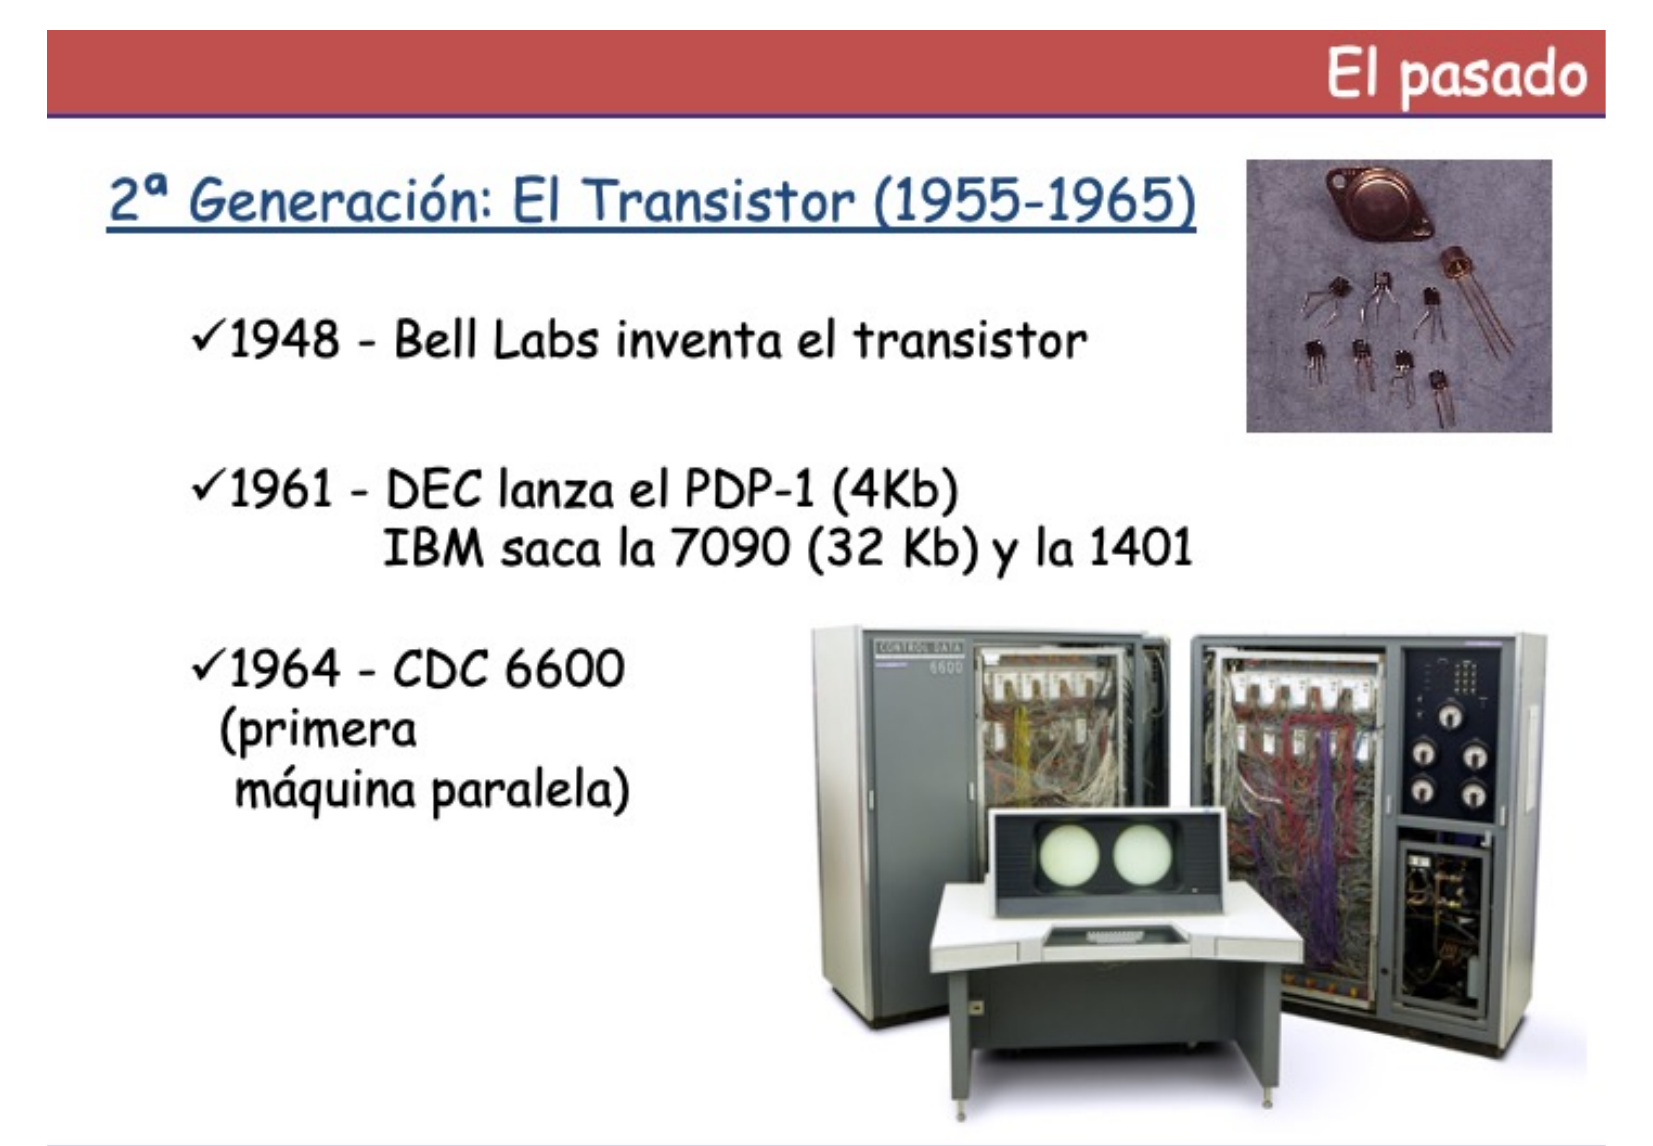 El pasado
2ª Generación: El Transistor (1955-1965)
✓1948 - Bell Labs inventa el transistor
✓1961 - DEC lanza el PDP-1 (4Kb)
IBM saca la 7090 (32 Kb) y la 1401
✓1964 - CDC 6600
(primera
máquina paralela)
CONTROL DATA
6600